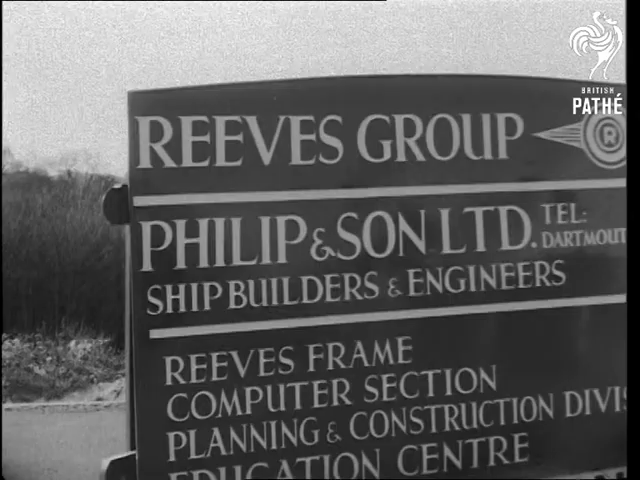 BRITISH
PATHÉ
REEVES GROUP R
PHILIP & SON LTD. TEL:
DARTMOUT
SHIP BUILDERS & ENGINEERS
REEVES FRAME
COMPUTER SECTION
PLANNING & CONSTRUCTION DIVIS
EDUCATION CENTRE